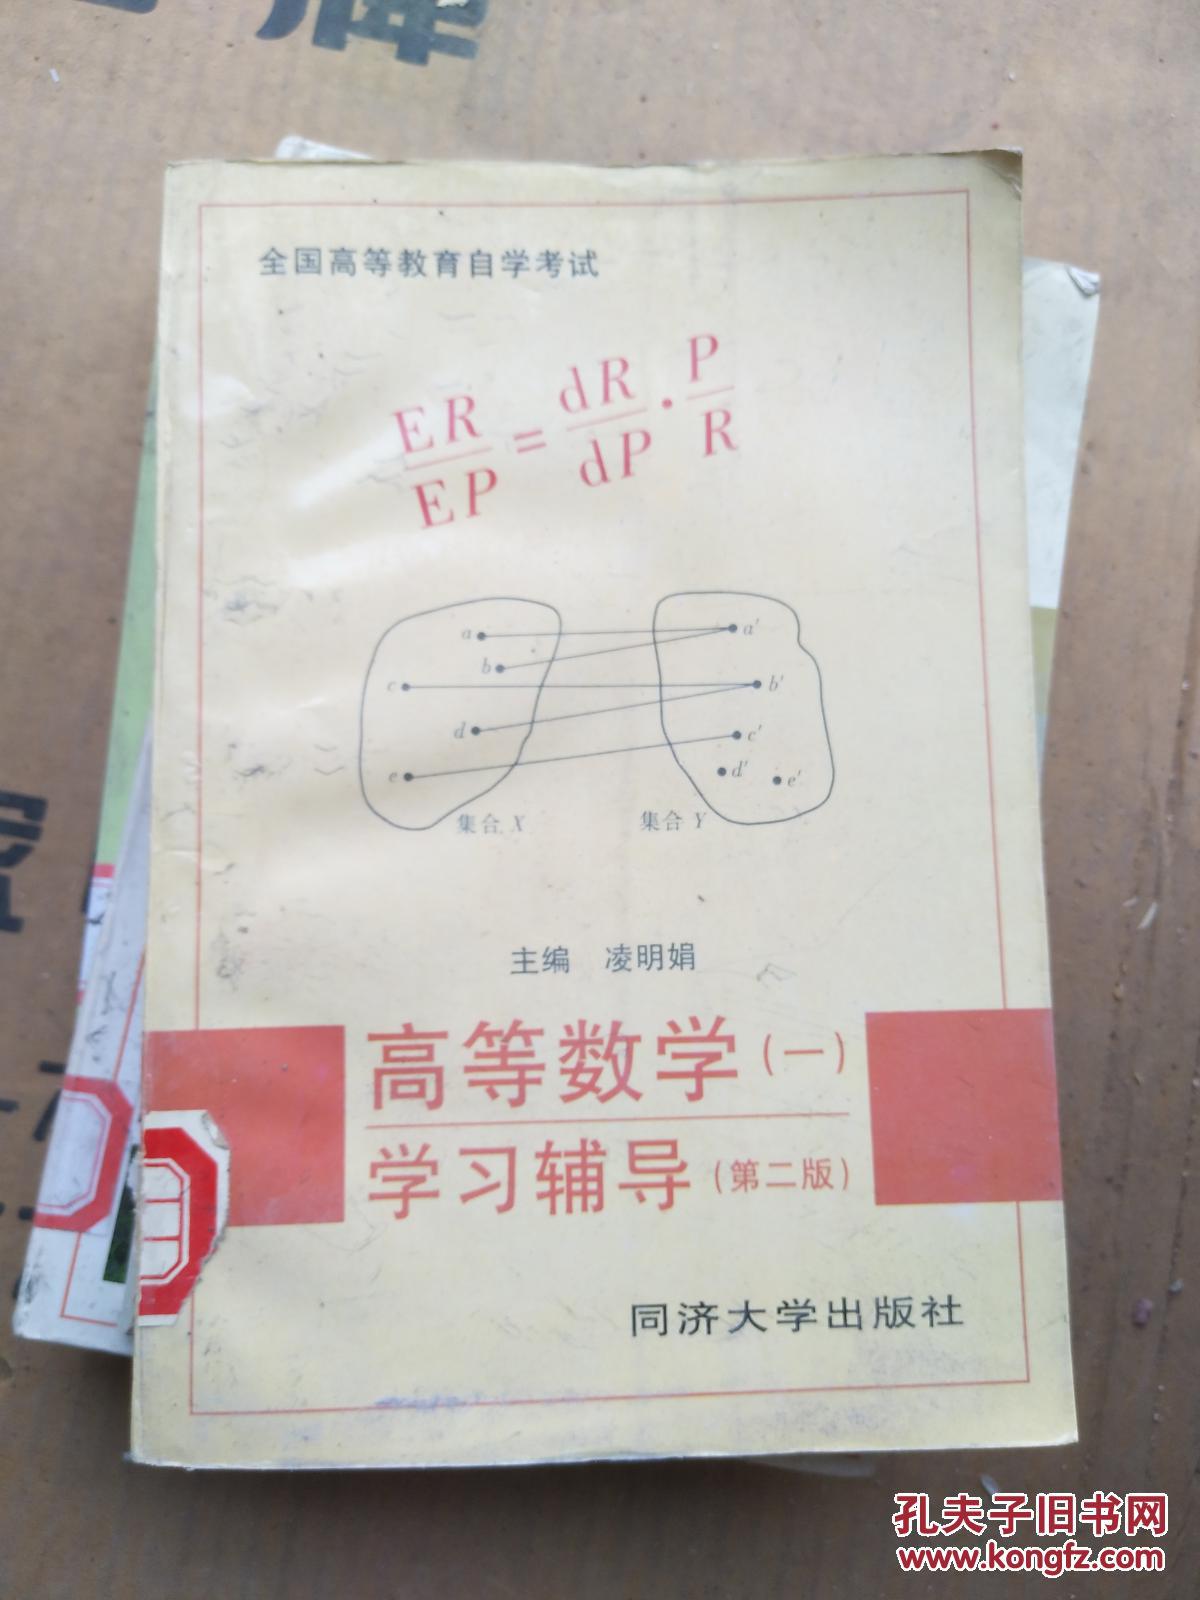 全国高等教育自学考试
ER/EP = dR/dP · P/R
a a'
b
c b'
d
c'
e
d' e'
集合 X 集合 Y
主编 凌明娟
高等数学(一)
学习辅导(第二版)
同济大学出版社
孔夫子旧书网
www.kongfz.com